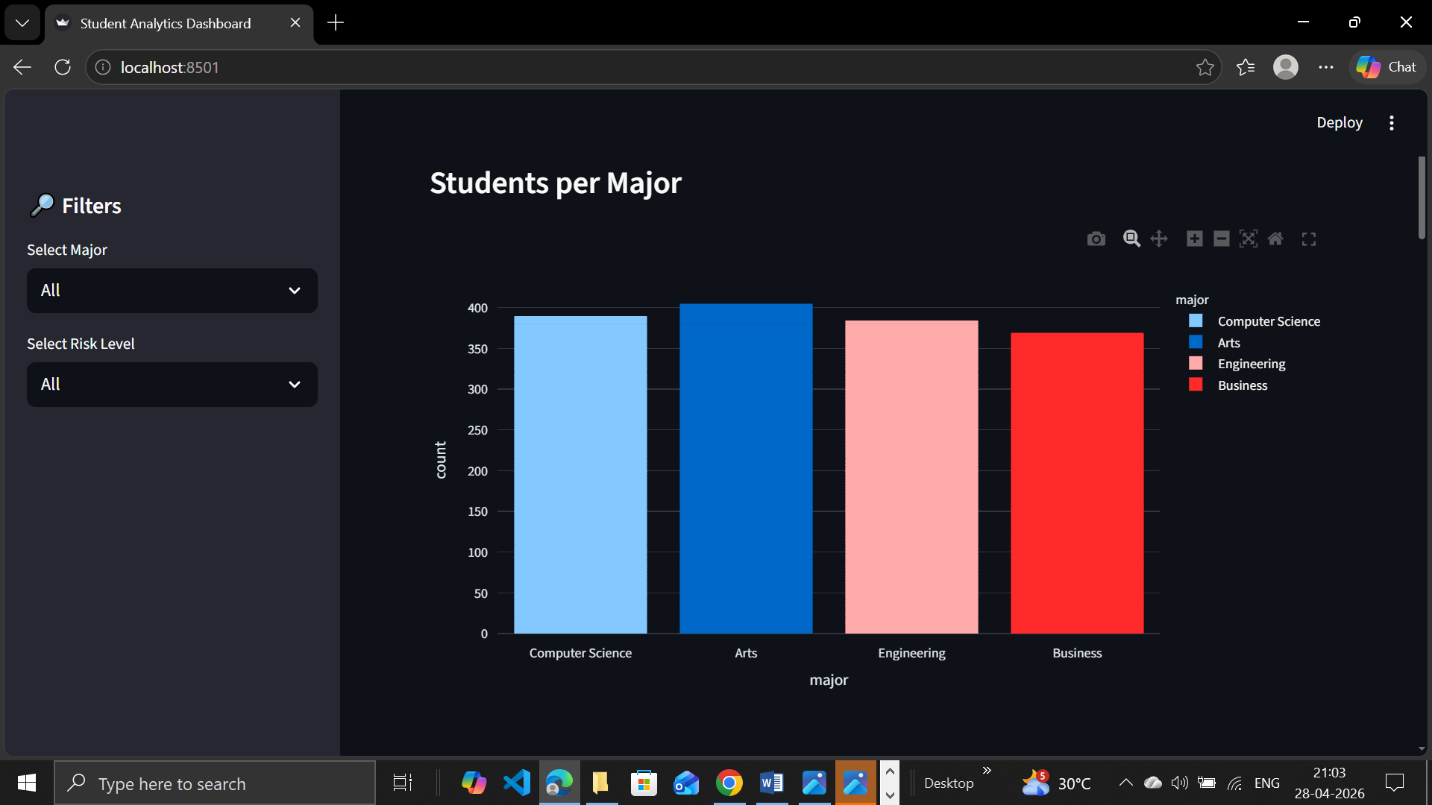 Student Analytics Dashboard
localhost:8501
Chat
Deploy
Filters
Select Major
All
Select Risk Level
All
Students per Major
major
Computer Science
Arts
Engineering
Business
count
400
350
300
250
200
150
100
50
0
Computer Science Arts Engineering Business
major
Type here to search
Desktop
5
30°C
ENG
21:03
28-04-2026